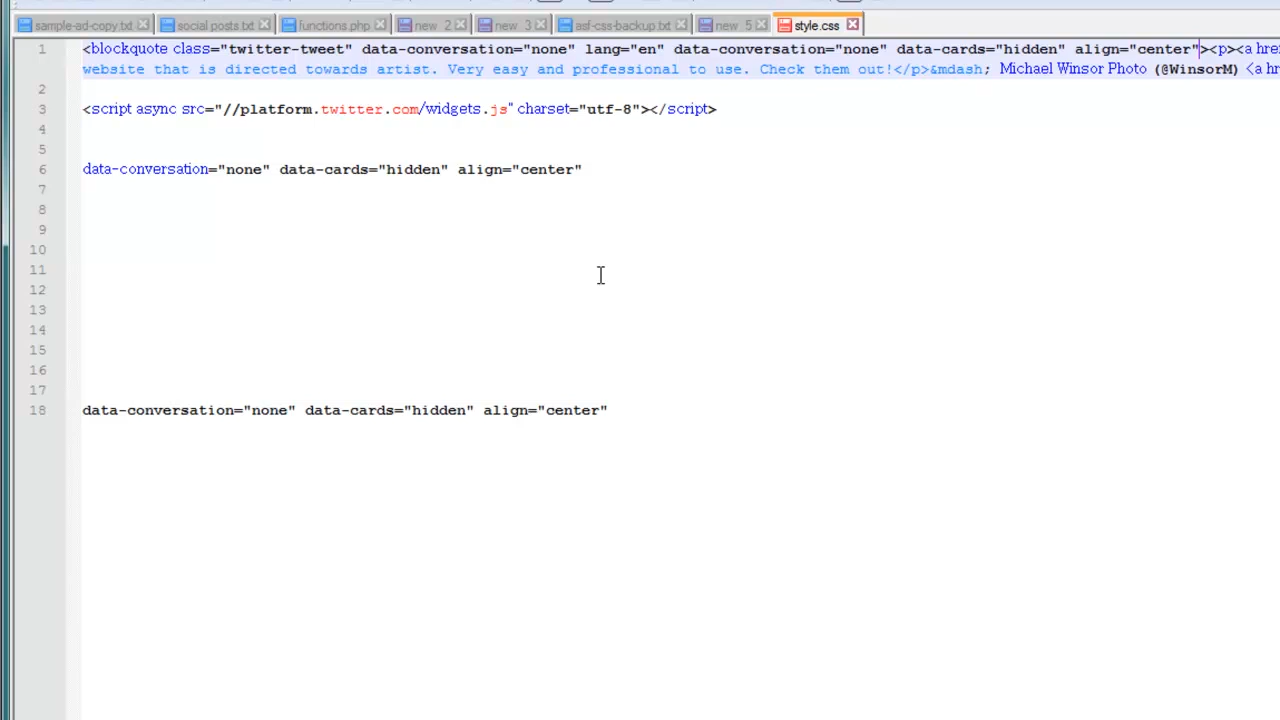 sample-ad-copy.txt social posts.txt functions.php new 2 new 3 asf-css-backup.txt new 5 style.css
1 <blockquote class="twitter-tweet" data-conversation="none" lang="en" data-conversation="none" data-cards="hidden" align="center"><p><a hre
website that is directed towards artist. Very easy and professional to use. Check them out!</p>&mdash; Michael Winsor Photo (@WinsorM) <a h
2
3 <script async src="//platform.twitter.com/widgets.js" charset="utf-8"></script>
4
5
6 data-conversation="none" data-cards="hidden" align="center"
7
8
9
10
11
12
13
14
15
16
17
18 data-conversation="none" data-cards="hidden" align="center"